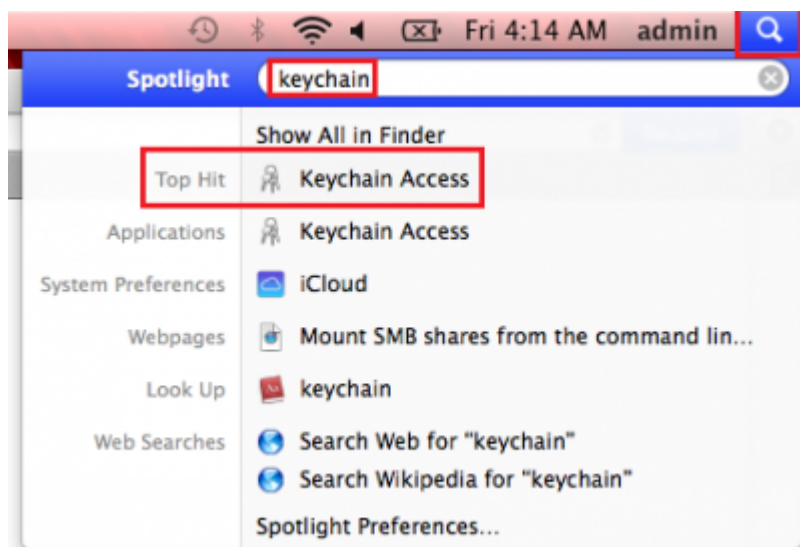 Fri 4:14 AM admin
Spotlight keychain
Show All in Finder
Top Hit Keychain Access
Applications Keychain Access
System Preferences iCloud
Webpages Mount SMB shares from the command lin...
Look Up keychain
Web Searches Search Web for "keychain"
Search Wikipedia for "keychain"
Spotlight Preferences...